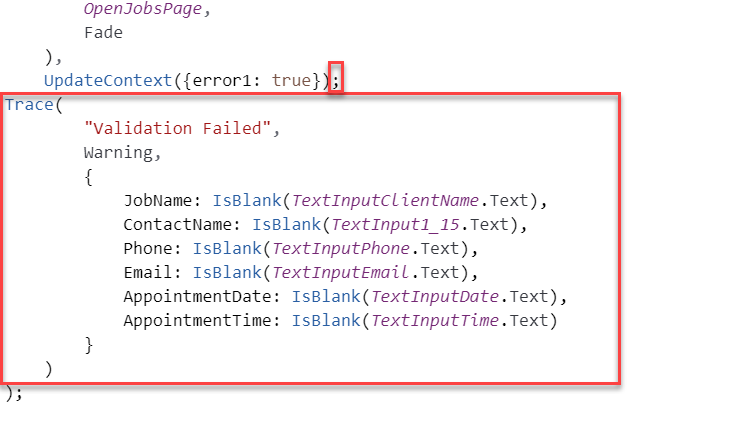 OpenJobsPage,
Fade
),
UpdateContext({error1: true});
Trace(
"Validation Failed",
Warning,
{
JobName: IsBlank(TextInputClientName.Text),
ContactName: IsBlank(TextInput1_15.Text),
Phone: IsBlank(TextInputPhone.Text),
Email: IsBlank(TextInputEmail.Text),
AppointmentDate: IsBlank(TextInputDate.Text),
AppointmentTime: IsBlank(TextInputTime.Text)
}
)
);